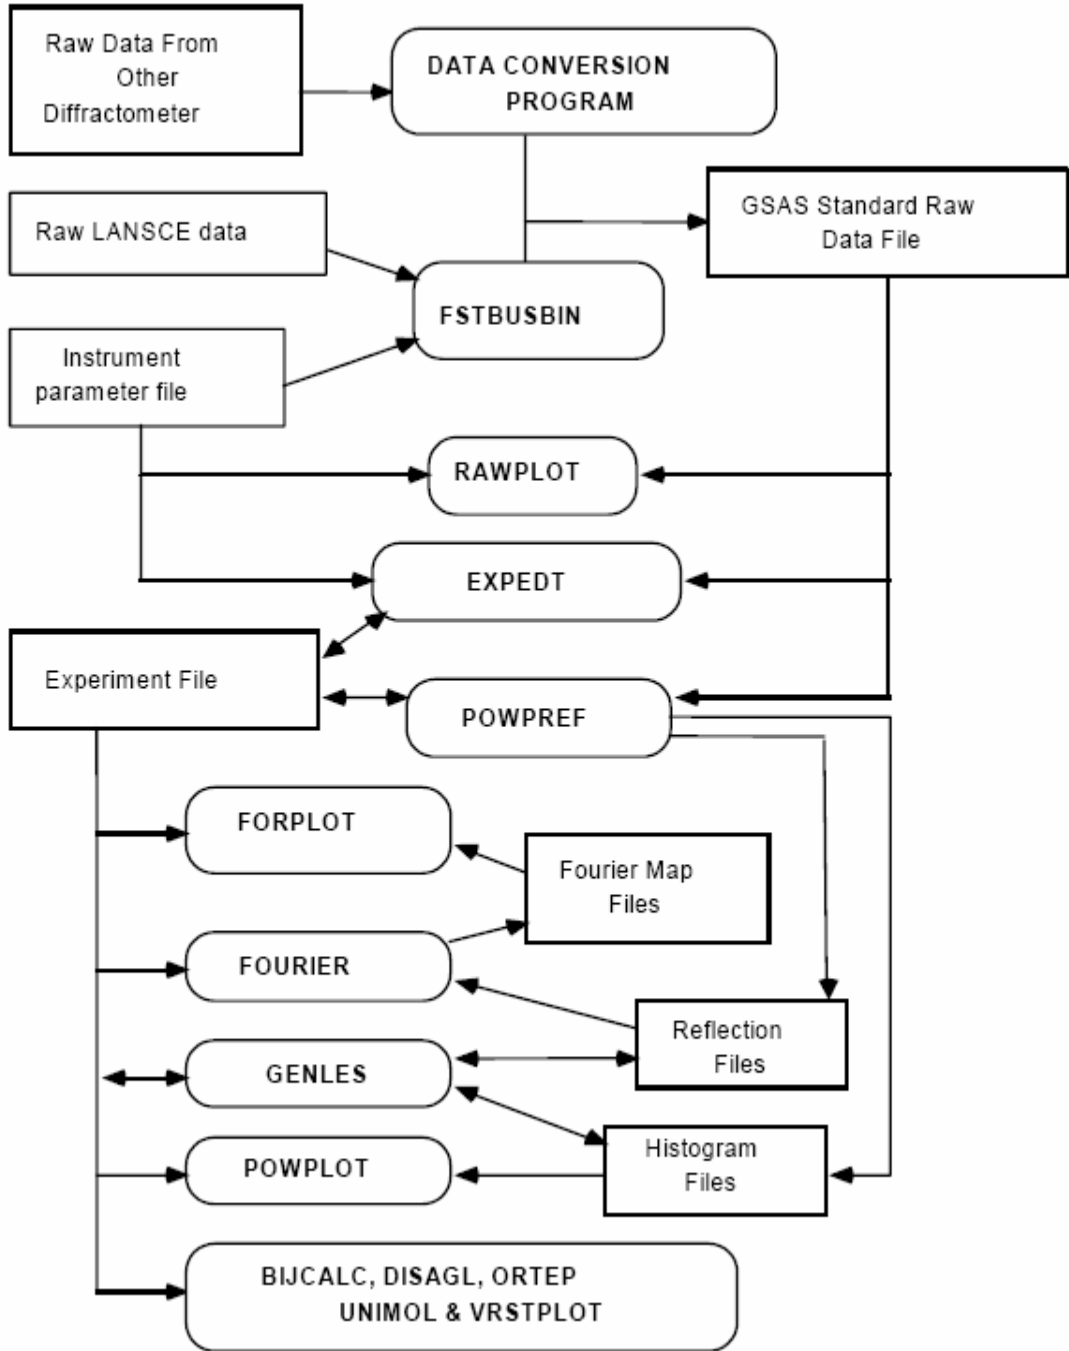 Raw Data From
Other
Diffractometer
DATA CONVERSION
PROGRAM
Raw LANSCE data
GSAS Standard Raw
Data File
FSTBUSBIN
Instrument
parameter file
RAWPLOT
EXPEDT
Experiment File
POWPREF
FORPLOT
Fourier Map
Files
FOURIER
Reflection
Files
GENLES
Histogram
Files
POWPLOT
BIJCALC, DISAGL, ORTEP
UNIMOL & VRSTPLOT